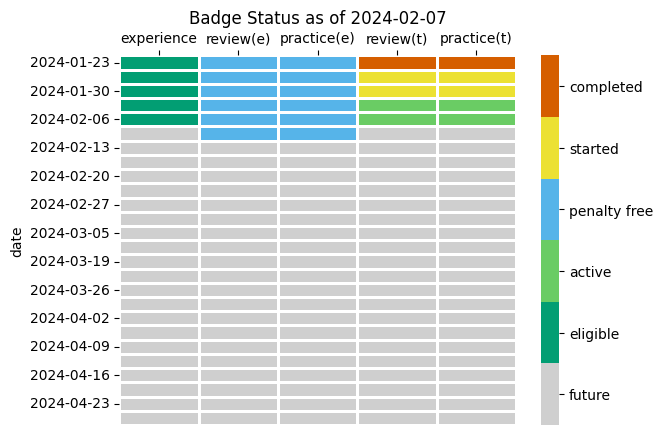 Badge Status as of 2024-02-07
experience review(e) practice(e) review(t) practice(t)
2024-01-23
2024-01-30
2024-02-06
2024-02-13
2024-02-20
2024-02-27
2024-03-05
2024-03-19
2024-03-26
2024-04-02
2024-04-09
2024-04-16
2024-04-23
date
completed
started
penalty free
active
eligible
future